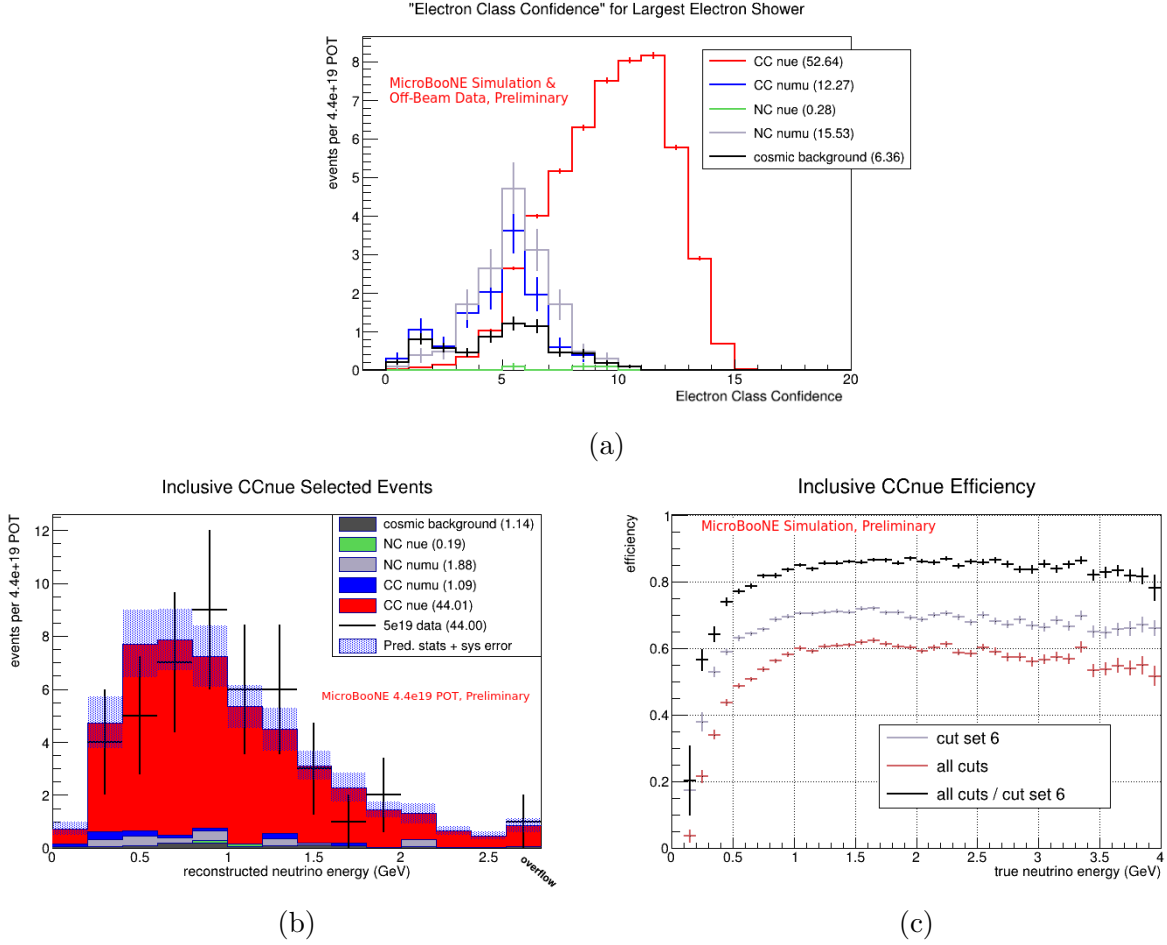 "Electron Class Confidence" for Largest Electron Shower
events per 4.4e+19 POT
8
7
6
5
4
3
2
1
0
MicroBooNE Simulation &
Off-Beam Data, Preliminary
CC nue (52.64)
CC numu (12.27)
NC nue (0.28)
NC numu (15.53)
cosmic background (6.36)
0 5 10 15 20
Electron Class Confidence
(a)
Inclusive CCnue Selected Events
events per 4.4e+19 POT
12
10
8
6
4
2
0
cosmic background (1.14)
NC nue (0.19)
NC numu (1.88)
CC numu (1.09)
CC nue (44.01)
5e19 data (44.00)
Pred. stats + sys error
MicroBooNE 4.4e19 POT, Preliminary
0 0.5 1 1.5 2 2.5
overflow
reconstructed neutrino energy (GeV)
(b)
Inclusive CCnue Efficiency
efficiency
1
0.8
0.6
0.4
0.2
0
MicroBooNE Simulation, Preliminary
cut set 6
all cuts
all cuts / cut set 6
0 0.5 1 1.5 2 2.5 3 3.5 4
true neutrino energy (GeV)
(c)